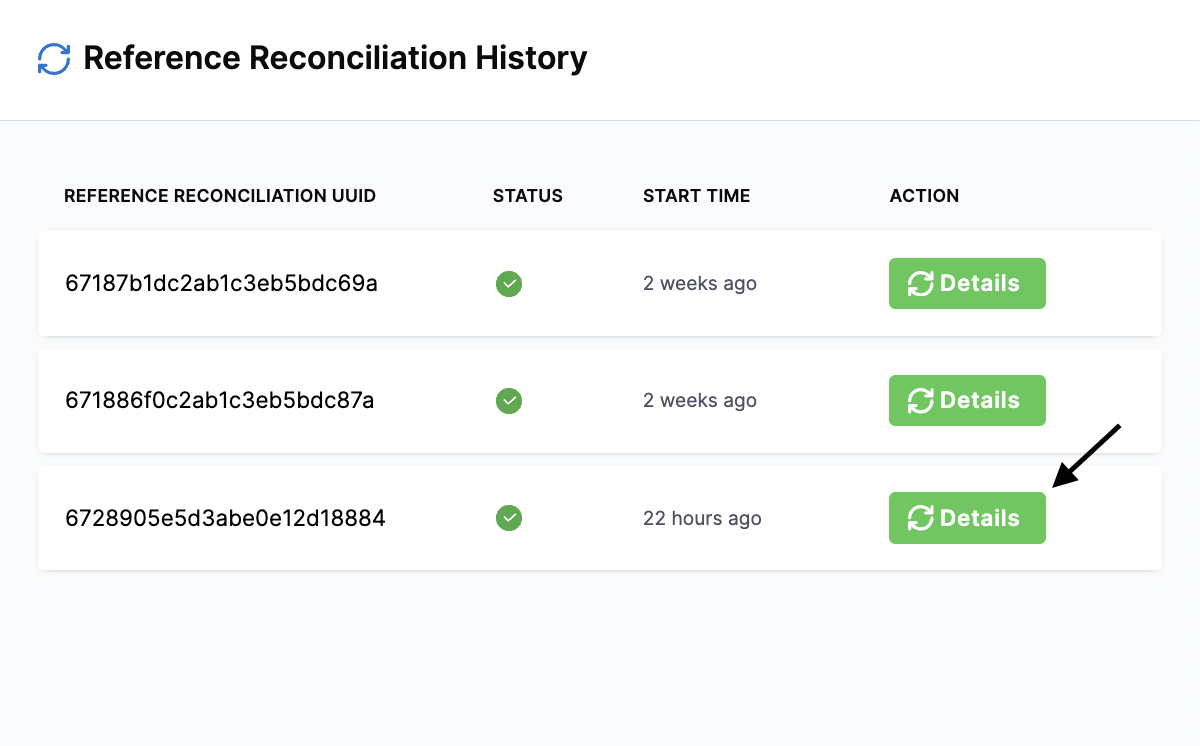 Reference Reconciliation History
REFERENCE RECONCILIATION UUID STATUS START TIME ACTION
67187b1dc2ab1c3eb5bdc69a 2 weeks ago Details
671886f0c2ab1c3eb5bdc87a 2 weeks ago Details
6728905e5d3abe0e12d18884 22 hours ago Details